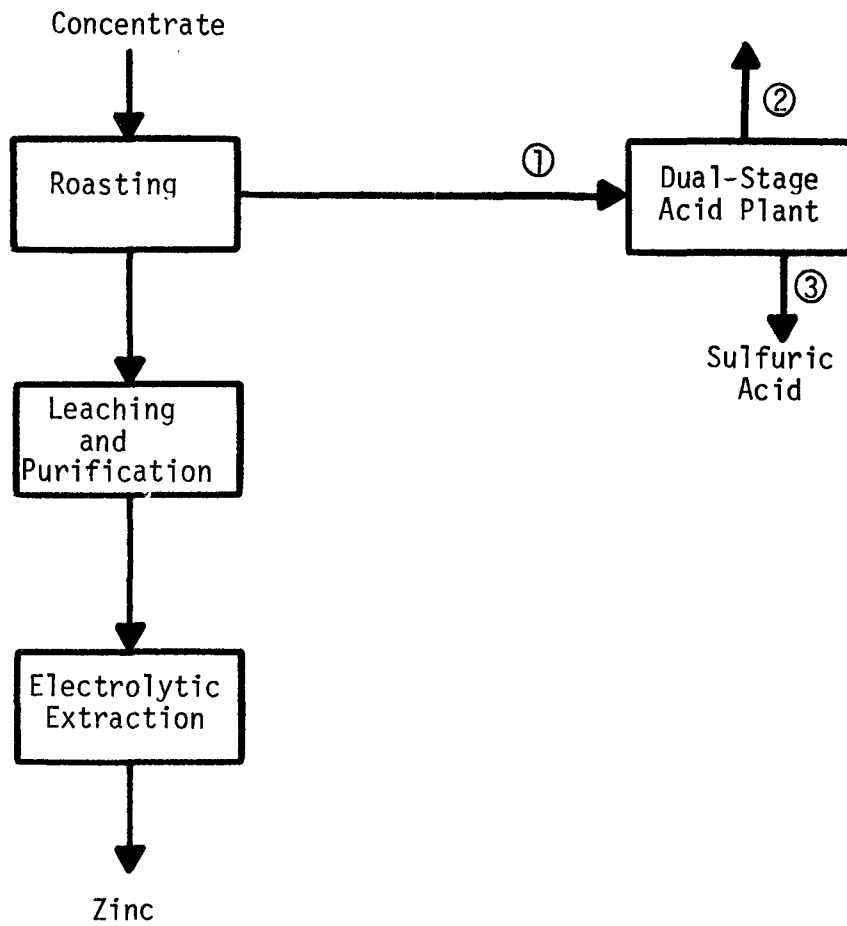 Concentrate
Roasting
①
②
Dual-Stage
Acid Plant
③
Sulfuric
Acid
Leaching
and
Purification
Electrolytic
Extraction
Zinc